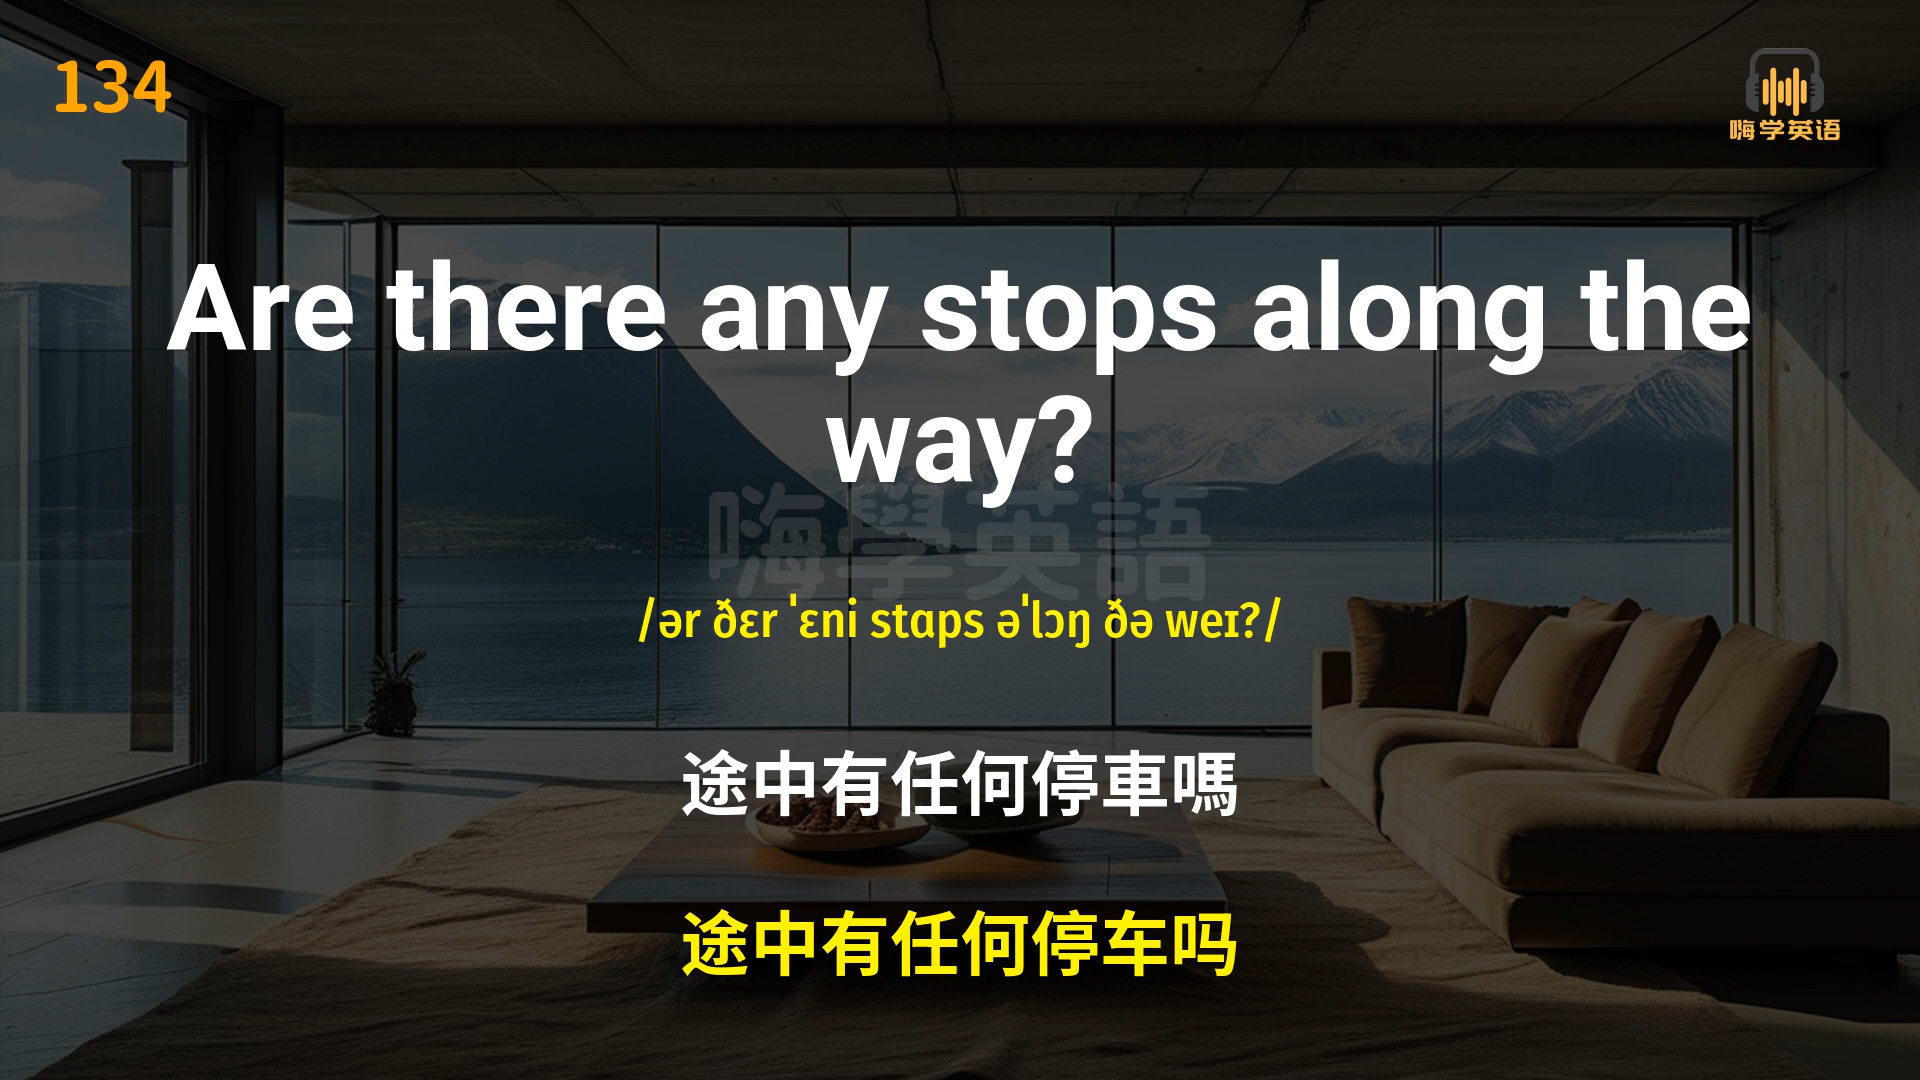 134
嗨学英语
Are there any stops along the
way?
嗨學英語
/ər ðɛr ˈɛni stɑps əˈlɔŋ ðə weɪ?/
途中有任何停車嗎
途中有任何停车吗